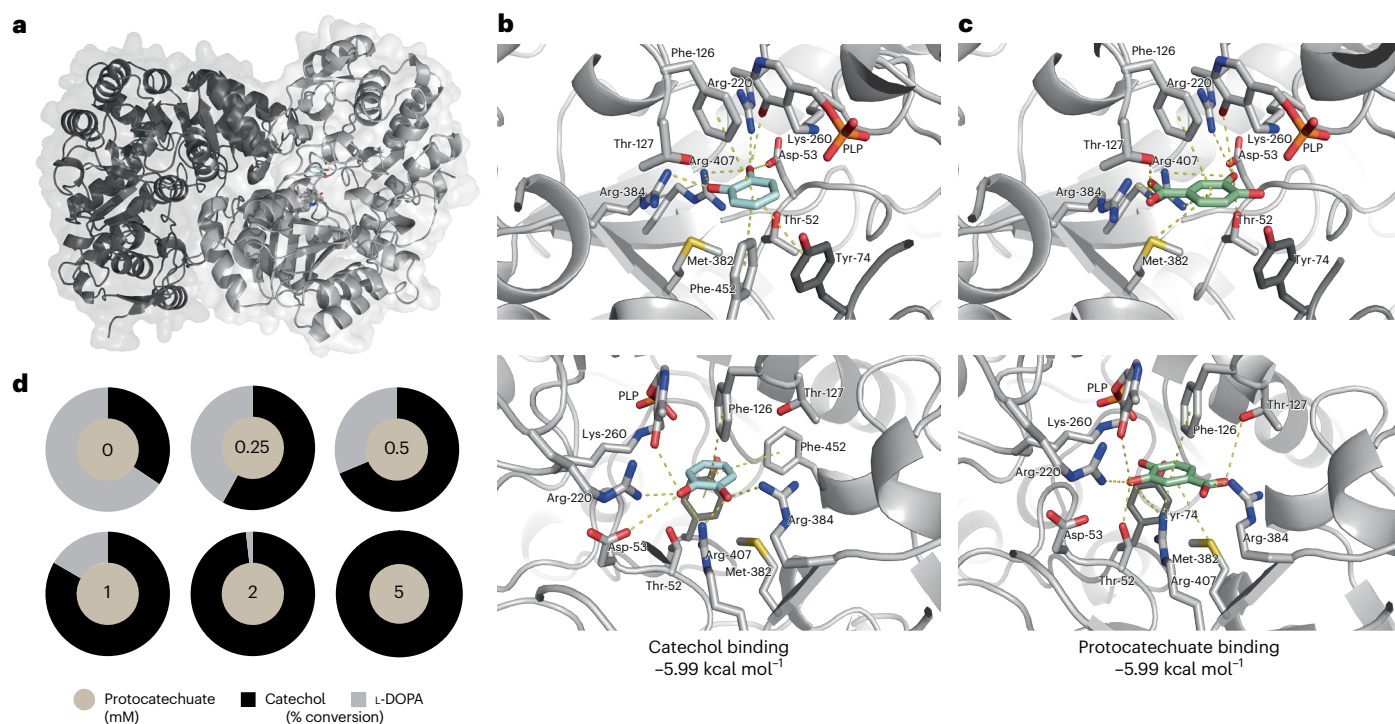 a
b
Phe-126
Arg-220
Lys-260
PLP
Thr-127
Arg-407
Asp-53
Arg-384
Thr-52
Met-382
Tyr-74
Phe-452
PLP
Thr-127
Phe-126
Lys-260
Phe-452
Arg-220
Arg-384
Asp-53
Arg-407
Met-382
Thr-52
Catechol binding
–5.99 kcal mol⁻¹
c
Phe-126
Arg-220
Lys-260
PLP
Thr-127
Arg-407
Asp-53
Arg-384
Thr-52
Met-382
Tyr-74
PLP
Thr-127
Lys-260
Phe-126
Arg-220
Tyr-74
Arg-384
Asp-53
Met-382
Thr-52
Arg-407
Protocatechuate binding
–5.99 kcal mol⁻¹
d
0
0.25
0.5
1
2
5
Protocatechuate
(mM)
Catechol
L-DOPA
(% conversion)